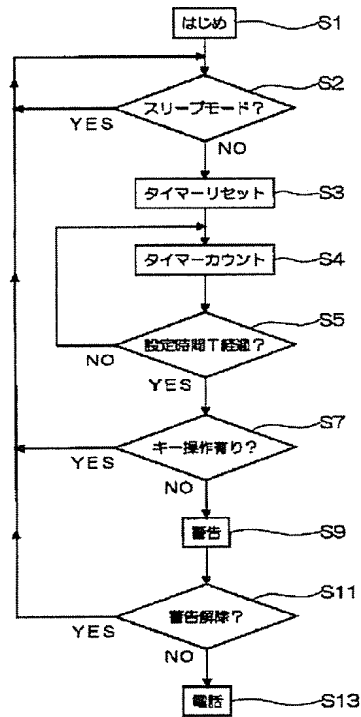 はじめ S1
S2
スリープモード?
YES
NO
タイマーリセット S3
タイマーカウント S4
S5
設定時間T経過?
NO
YES
S7
キー操作有り?
YES
NO
警告 S9
S11
警告解除?
YES
NO
電話 S13